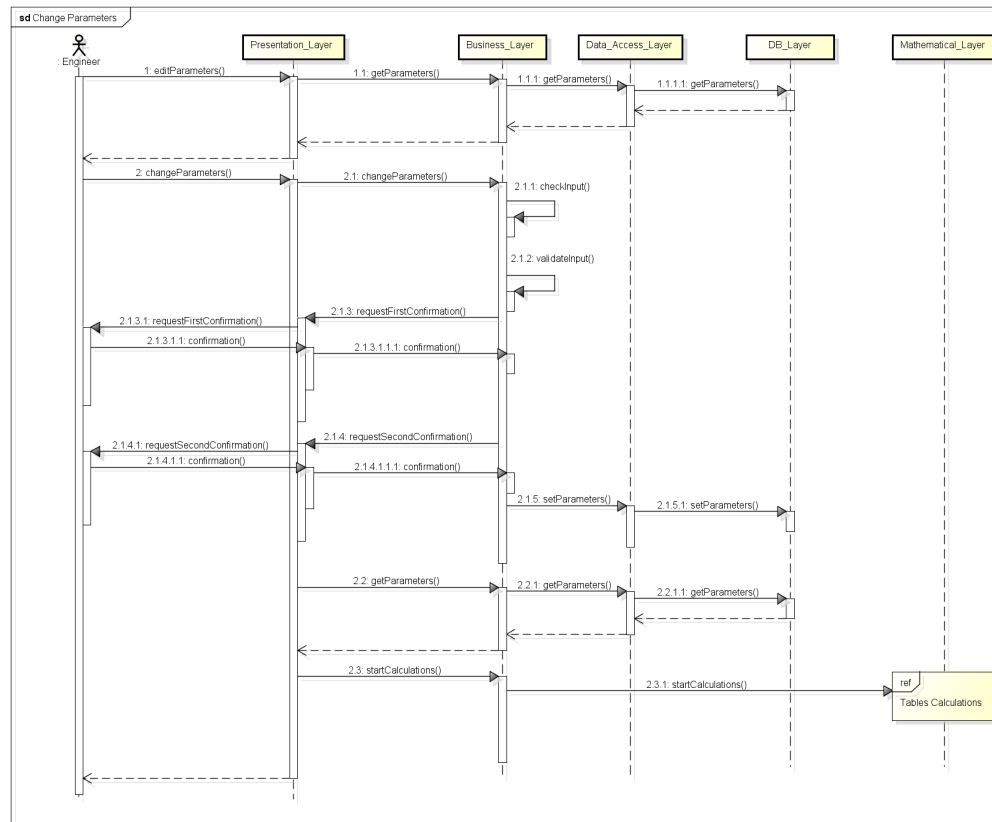 sd Change Parameters
: Engineer
Presentation_Layer
Business_Layer
Data_Access_Layer
DB_Layer
Mathematical_Layer
1: editParameters()
1.1: getParameters()
1.1.1: getParameters()
1.1.1.1: getParameters()
2: changeParameters()
2.1: changeParameters()
2.1.1: checkInput()
2.1.2: validateInput()
2.1.3: requestFirstConfirmation()
2.1.3.1: requestFirstConfirmation()
2.1.3.1.1: confirmation()
2.1.3.1.1.1: confirmation()
2.1.4: requestSecondConfirmation()
2.1.4.1: requestSecondConfirmation()
2.1.4.1.1: confirmation()
2.1.4.1.1.1: confirmation()
2.1.5: setParameters()
2.1.5.1: setParameters()
2.2: getParameters()
2.2.1: getParameters()
2.2.1.1: getParameters()
2.3: startCalculations()
2.3.1: startCalculations()
ref
Tables Calculations